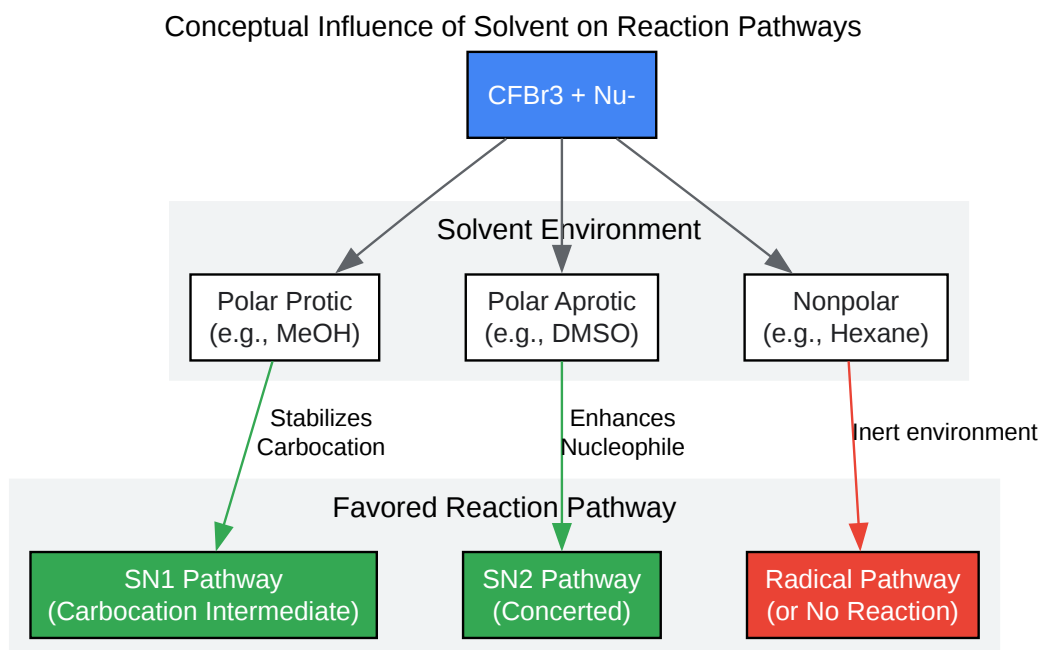 Conceptual Influence of Solvent on Reaction Pathways
CFBr3 + Nu-
Solvent Environment
Polar Protic
(e.g., MeOH)
Polar Aprotic
(e.g., DMSO)
Nonpolar
(e.g., Hexane)
Stabilizes
Carbocation
Enhances
Nucleophile
Inert environment
Favored Reaction Pathway
SN1 Pathway
(Carbocation Intermediate)
SN2 Pathway
(Concerted)
Radical Pathway
(or No Reaction)